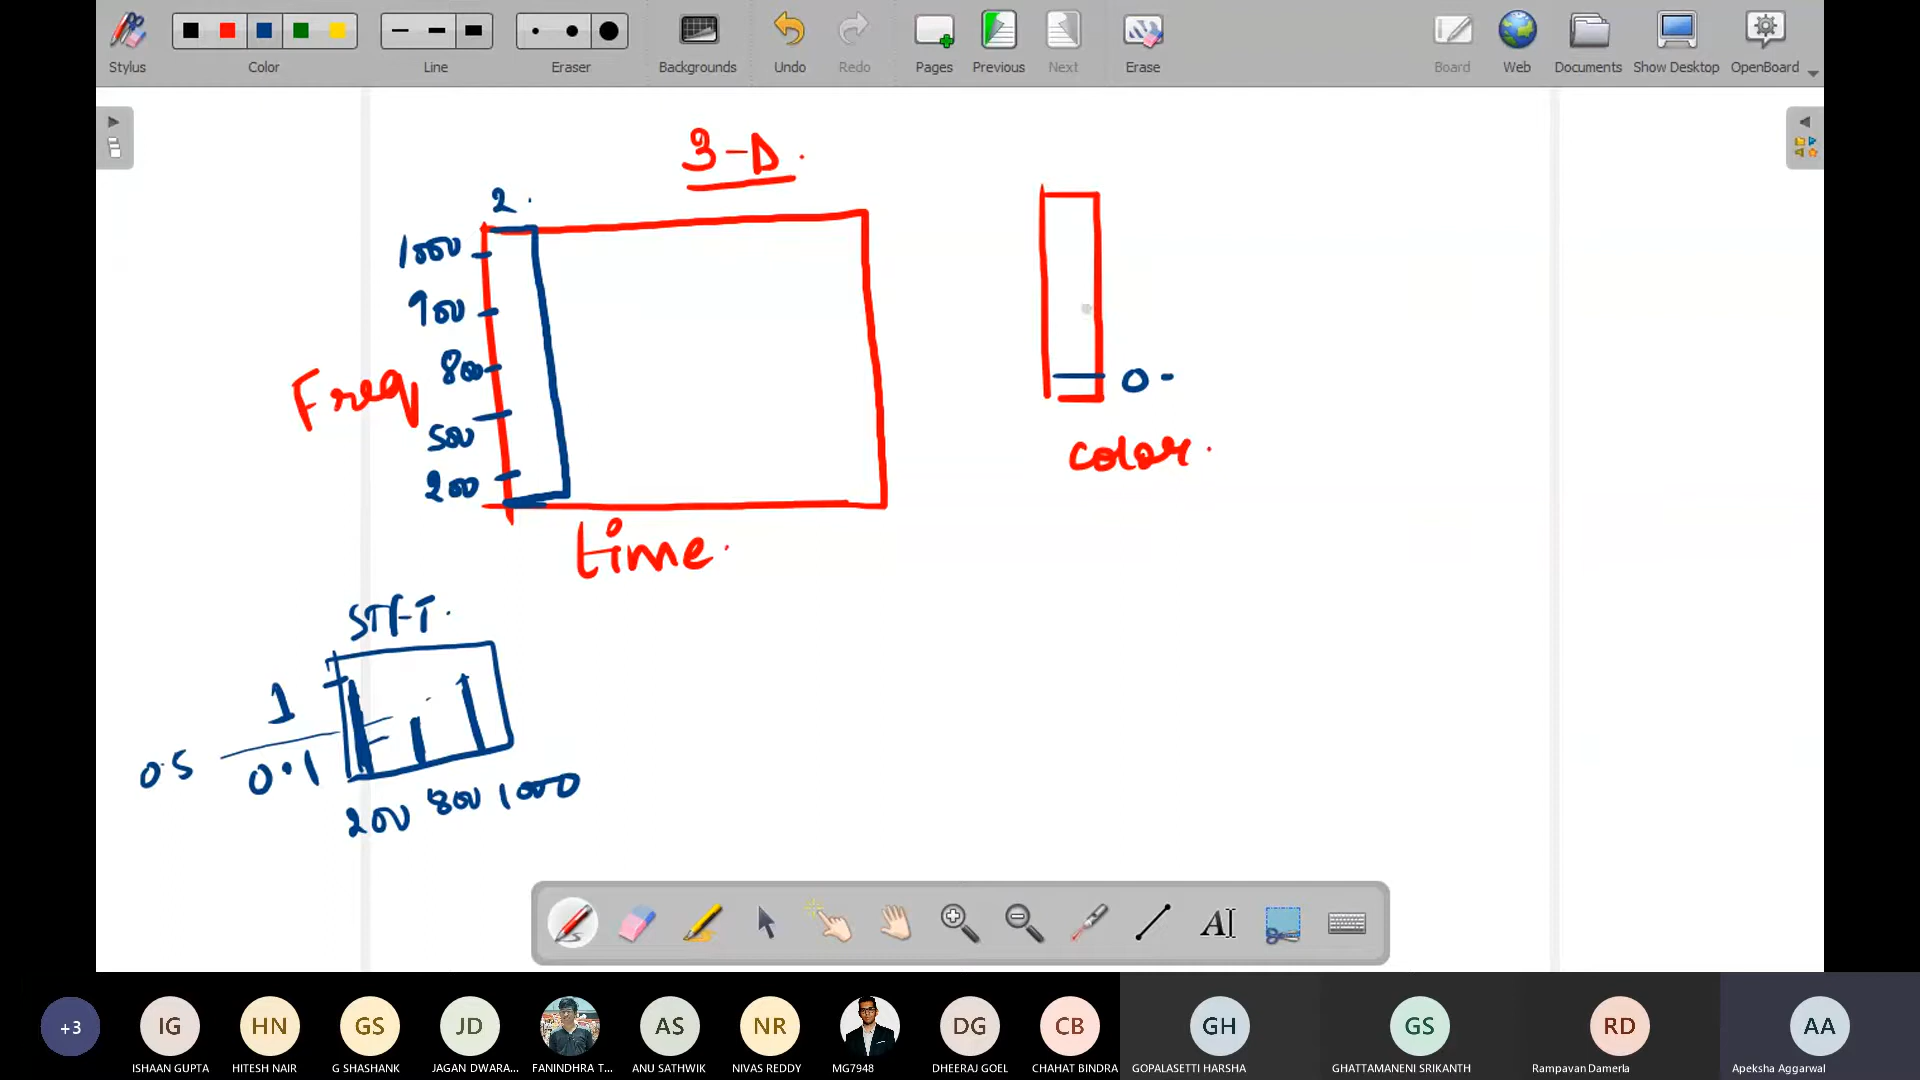 Stylus
Color
Line
Eraser
Backgrounds
Undo
Redo
Pages
Previous
Next
Erase
Board
Web
Documents
Show Desktop
OpenBoard
3-D.
2.
1000
900
800
500
200
Freq
time.
0-
color.
STFT.
1
0.1
0.5
200 800 1000
AI
+3
IG
HN
GS
JD
AS
NR
DG
CB
GH
GS
RD
AA
ISHAAN GUPTA
HITESH NAIR
G SHASHANK
JAGAN DWARA...
FANINDHRA T...
ANU SATHWIK
NIVAS REDDY
MG7948
DHEERAJ GOEL
CHAHAT BINDRA
GOPALASETTI HARSHA
GHATTAMANENI SRIKANTH
Rampavan Damerla
Apeksha Aggarwal